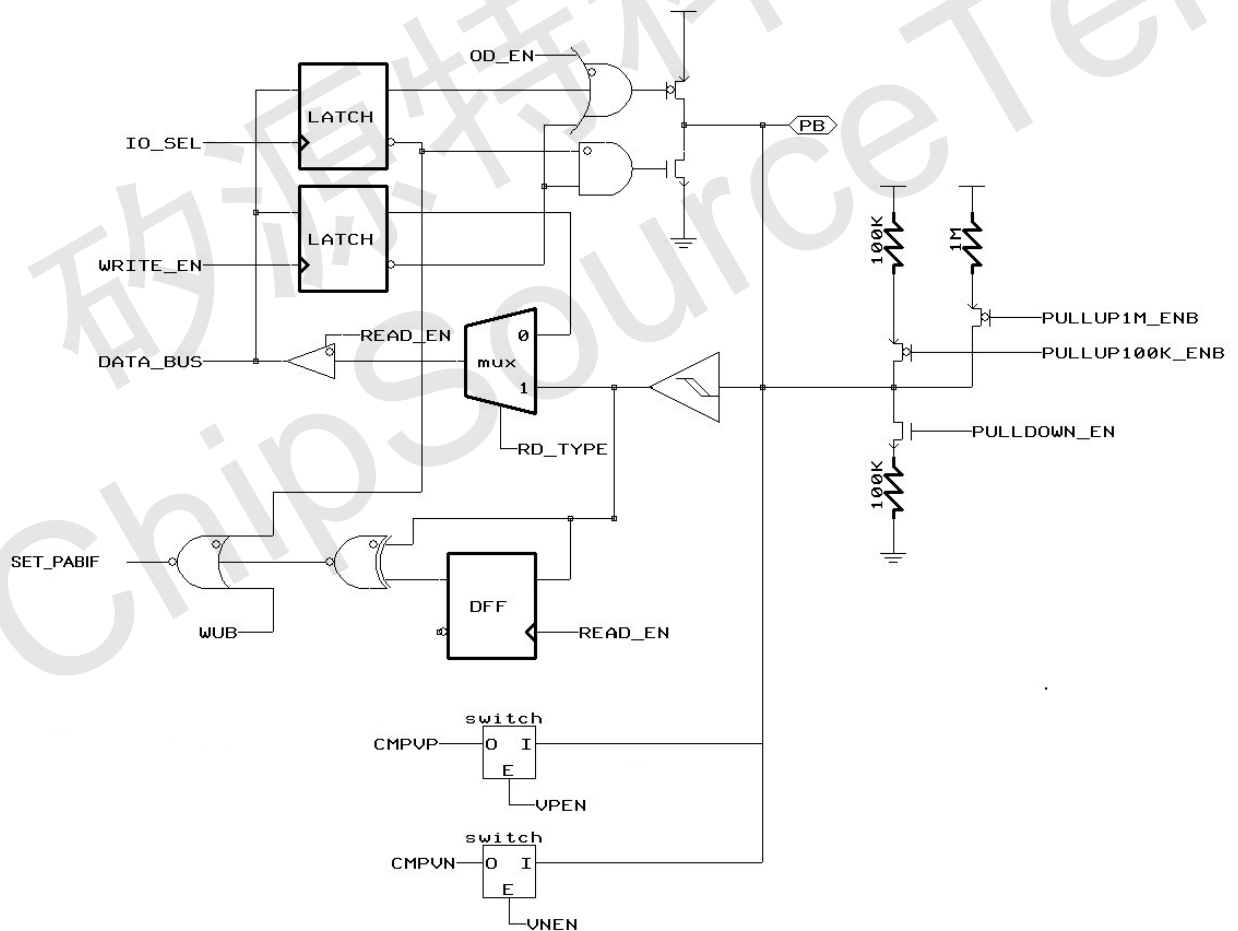 矽源特科
ChipSourceTek
OD_EN
LATCH
IO_SEL
PB
LATCH
WRITE_EN
100K
1M
READ_EN
0
PULLUP1M_ENB
DATA_BUS
mux
PULLUP100K_ENB
1
PULLDOWN_EN
RD_TYPE
100K
SET_PABIF
DFF
WUB
READ_EN
switch
CMPVP
O I
E
VPEN
switch
CMPVN
O I
E
VNEN